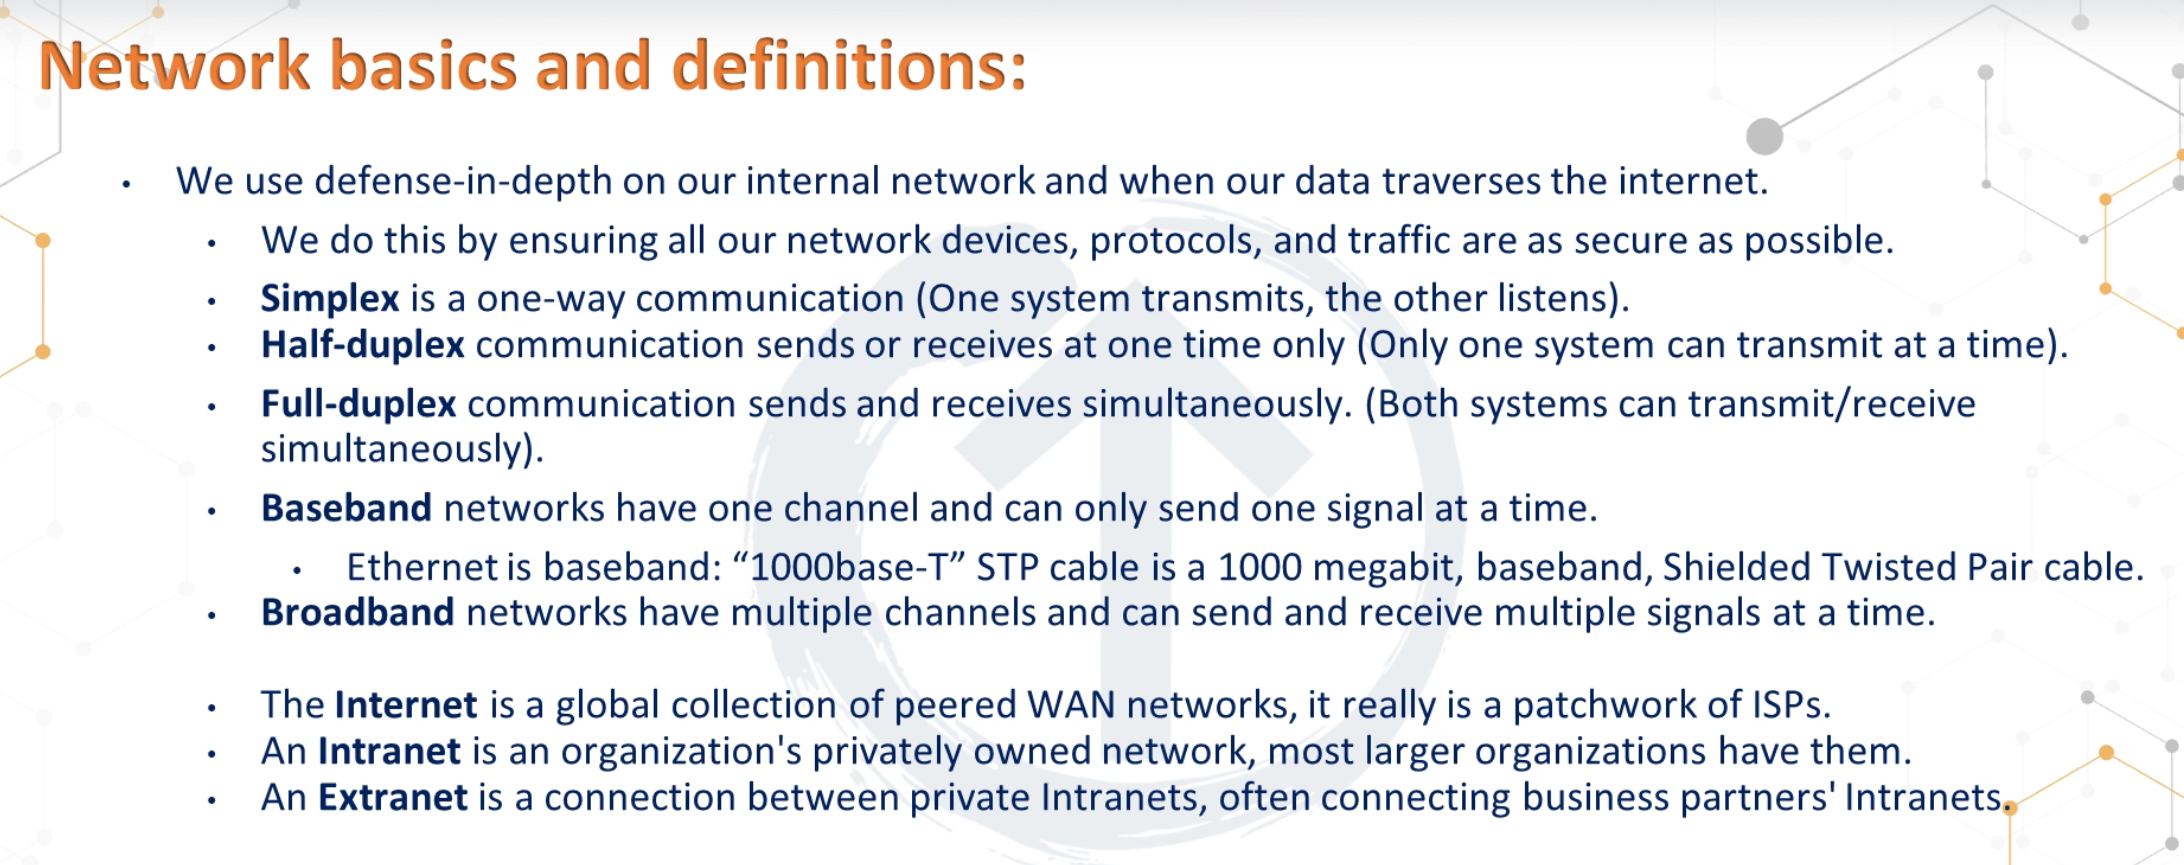 Network basics and definitions:
• We use defense-in-depth on our internal network and when our data traverses the internet.
• We do this by ensuring all our network devices, protocols, and traffic are as secure as possible.
• Simplex is a one-way communication (One system transmits, the other listens).
• Half-duplex communication sends or receives at one time only (Only one system can transmit at a time).
• Full-duplex communication sends and receives simultaneously. (Both systems can transmit/receive
simultaneously).
• Baseband networks have one channel and can only send one signal at a time.
• Ethernet is baseband: “1000base-T” STP cable is a 1000 megabit, baseband, Shielded Twisted Pair cable.
• Broadband networks have multiple channels and can send and receive multiple signals at a time.
• The Internet is a global collection of peered WAN networks, it really is a patchwork of ISPs.
• An Intranet is an organization's privately owned network, most larger organizations have them.
• An Extranet is a connection between private Intranets, often connecting business partners' Intranets.